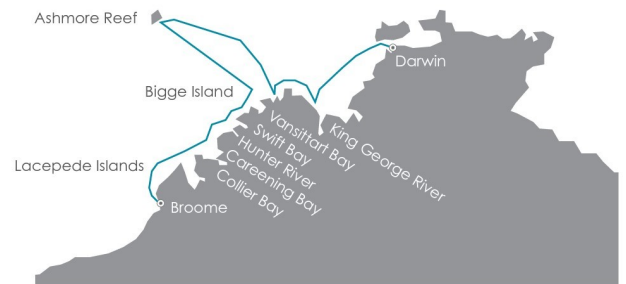 Ashmore Reef
Darwin
Bigge Island
King George River
Vansittart Bay
Swift Bay
Hunter River
Careening Bay
Collier Bay
Lacepede Islands
Broome